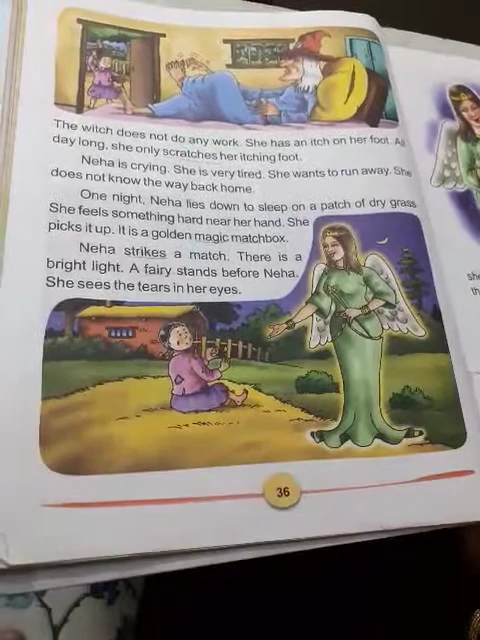 The witch does not do any work. She has an itch on her foot. All
day long, she only scratches her itching foot.
Neha is crying. She is very tired. She wants to run away. She
does not know the way back home.
One night, Neha lies down to sleep on a patch of dry grass
She feels something hard near her hand. She
picks it up. It is a golden magic matchbox.
Neha strikes a match. There is a
bright light. A fairy stands before Neha.
She sees the tears in her eyes.
36